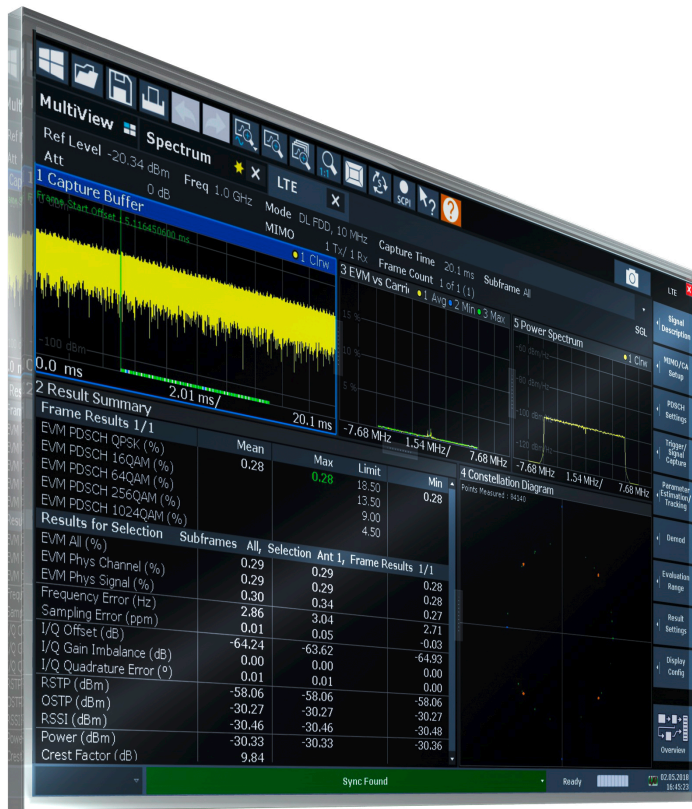 1:1
SCPI
MultiView
Spectrum
LTE
Ref Level -20.34 dBm Freq 1.0 GHz Mode DL FDD, 10 MHz Capture Time 20.1 ms Subframe All
Att 0 dB MIMO 1 Tx/ 1 Rx Frame Count 1 of 1 (1)
SGL
1 Capture Buffer 1 Clrw
Frame Start Offset : 5.116450600 ms
-100 dBm
0.0 ms 2.01 ms/ 20.1 ms
3 EVM vs Carri. 1 Avg 2 Min 3 Max
15 %
10 %
5 %
-7.68 MHz 1.54 MHz/ 7.68 MHz
5 Power Spectrum 1 Clrw
-60 dBm/Hz
-80 dBm/Hz
-100 dBm/Hz
-120 dBm/Hz
-7.68 MHz 1.54 MHz/ 7.68 MHz
2 Result Summary
Frame Results 1/1 Mean Max Limit Min
EVM PDSCH QPSK (%) 0.28 0.28 18.50 0.28
EVM PDSCH 16QAM (%) 13.50
EVM PDSCH 64QAM (%) 9.00
EVM PDSCH 256QAM (%) 4.50
EVM PDSCH 1024QAM (%)
Results for Selection Subframes All, Selection Ant 1, Frame Results 1/1
EVM All (%) 0.29 0.29 0.28
EVM Phys Channel (%) 0.29 0.29 0.28
EVM Phys Signal (%) 0.30 0.34 0.27
Frequency Error (Hz) 2.86 3.04 2.71
Sampling Error (ppm) 0.01 0.05 -0.03
I/Q Offset (dB) -64.24 -63.62 -64.93
I/Q Gain Imbalance (dB) 0.00 0.00 0.00
I/Q Quadrature Error (º) 0.01 0.01 0.00
RSTP (dBm) -58.06 -58.06 -58.06
OSTP (dBm) -30.27 -30.27 -30.27
RSSI (dBm) -30.46 -30.46 -30.48
Power (dBm) -30.33 -30.33 -30.36
Crest Factor (dB) 9.84
4 Constellation Diagram
Points Measured : 84140
LTE
Signal
Description
MIMO/CA
Setup
PDSCH
Settings
Trigger/
Signal
Capture
Parameter
Estimation/
Tracking
Demod
Evaluation
Range
Result
Settings
Display
Config
Overview
Sync Found
Ready
02.05.2018
16:45:23